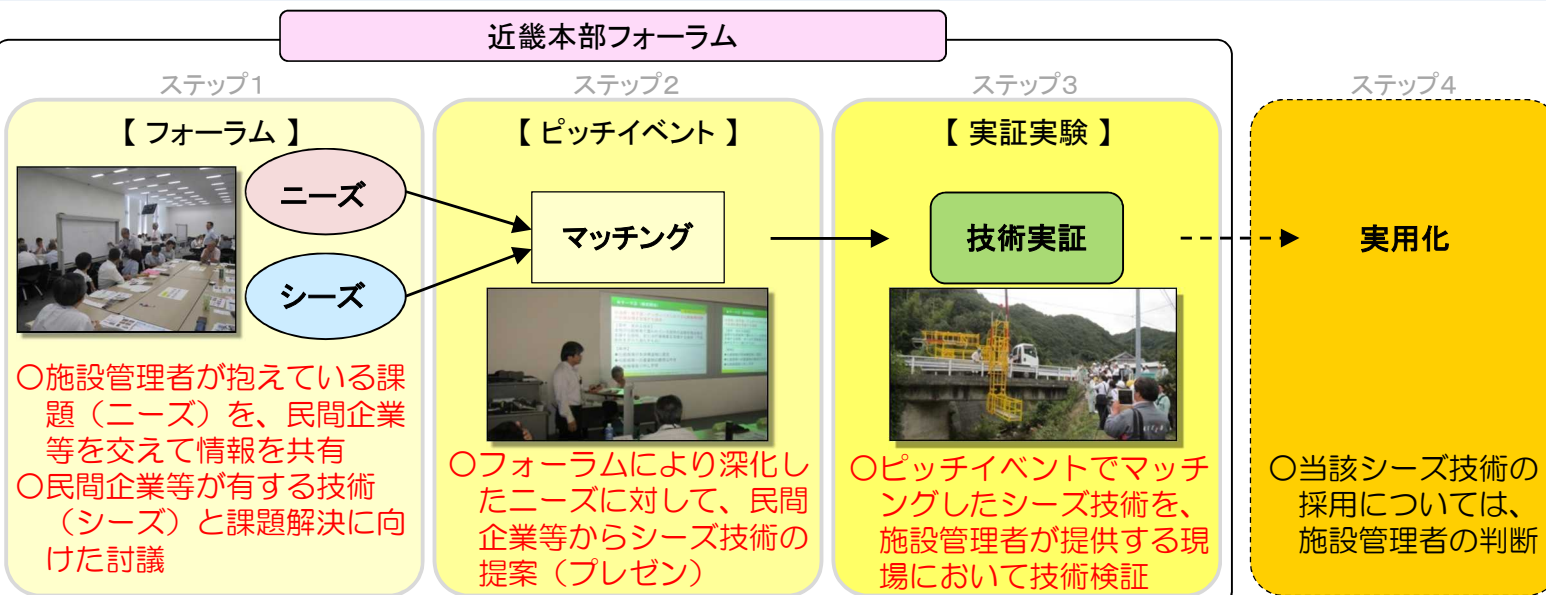 近畿本部フォーラム
ステップ1
【 フォーラム 】
ニーズ
シーズ
〇施設管理者が抱えている課
題（ニーズ）を、民間企業
等を交えて情報を共有
〇民間企業等が有する技術
（シーズ）と課題解決に向
けた討議
ステップ2
【 ピッチイベント 】
マッチング
〇フォーラムにより深化し
たニーズに対して、民間
企業等からシーズ技術の
提案（プレゼン）
ステップ3
【 実証実験 】
技術実証
〇ピッチイベントでマッチ
ングしたシーズ技術を、
施設管理者が提供する現
場において技術検証
ステップ4
実用化
〇当該シーズ技術の
採用については、
施設管理者の判断